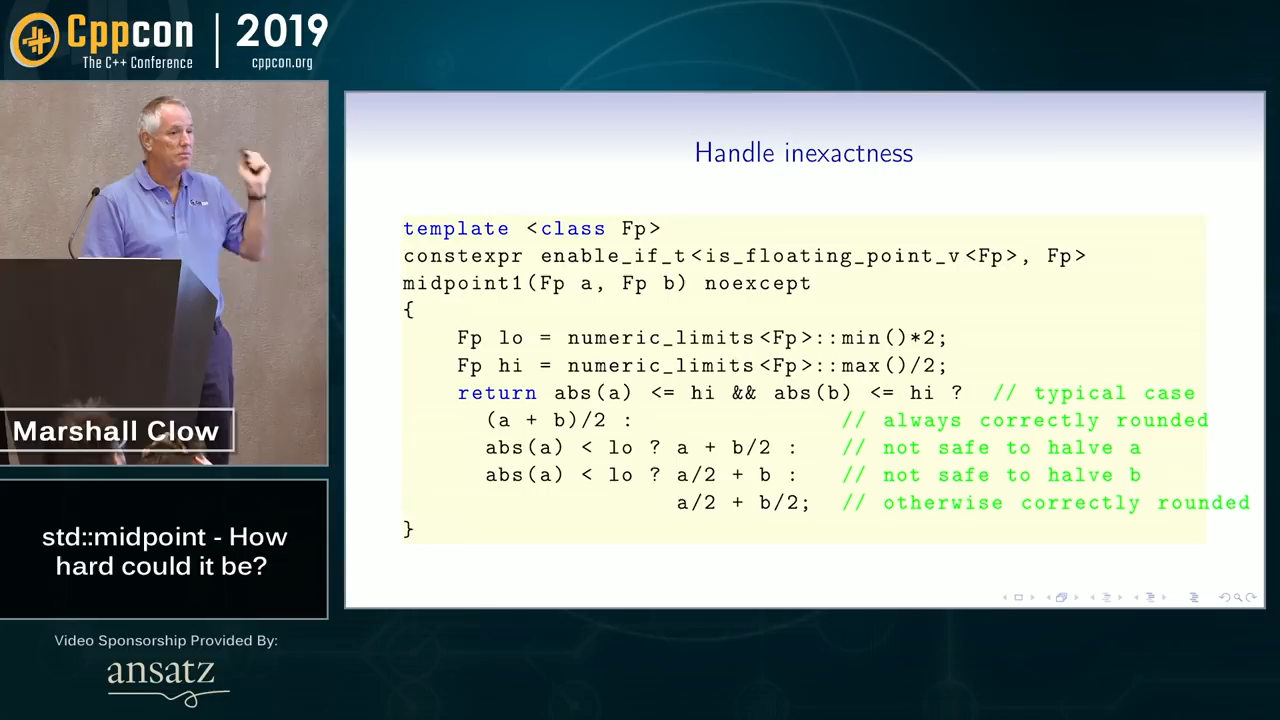 Cppcon | 2019
The C++ Conference cppcon.org
Marshall Clow
std::midpoint - How
hard could it be?
Video Sponsorship Provided By:
ansatz
Handle inexactness
template <class Fp>
constexpr enable_if_t<is_floating_point_v<Fp>, Fp>
midpoint1(Fp a, Fp b) noexcept
{
    Fp lo = numeric_limits<Fp>::min()*2;
    Fp hi = numeric_limits<Fp>::max()/2;
    return abs(a) <= hi && abs(b) <= hi ?  // typical case
      (a + b)/2 :               // always correctly rounded
      abs(a) < lo ? a + b/2 :   // not safe to halve a
      abs(a) < lo ? a/2 + b :   // not safe to halve b
                    a/2 + b/2;  // otherwise correctly rounded
}